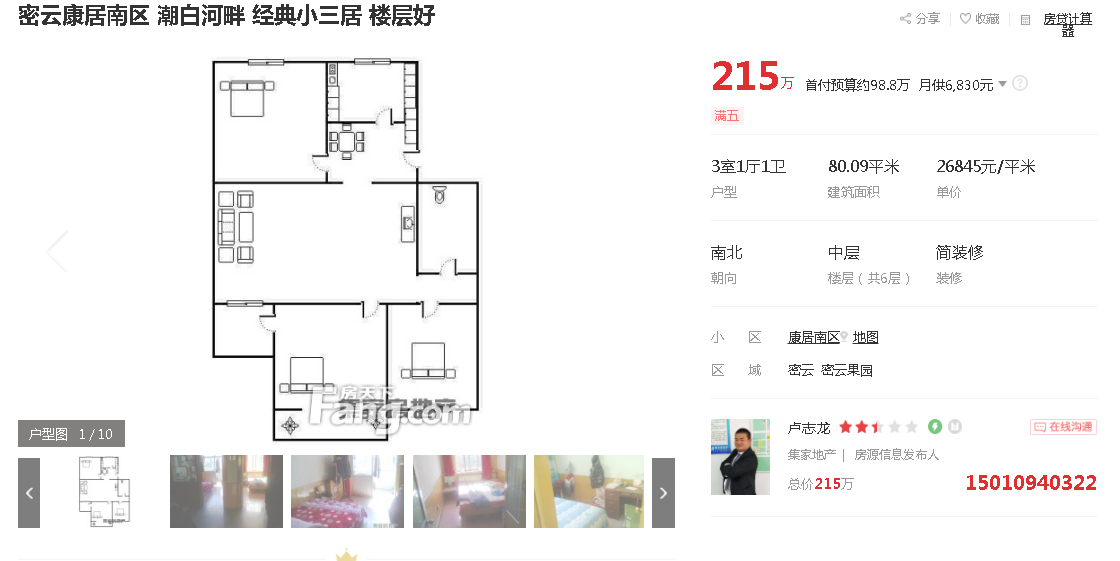 密云康居南区 潮白河畔 经典小三居 楼层好
分享
收藏
房贷计算器
215万 首付预算约98.8万 月供6,830元
满五
3室1厅1卫 80.09平米 26845元/平米
户型 建筑面积 单价
南北 中层 简装修
朝向 楼层（共6层） 装修
小 区 康居南区 地图
区 域 密云 密云果园
房天下
Fang.com
户型图 1 / 10
卢志龙
在线沟通
集家地产 | 房源信息发布人
总价215万
15010940322